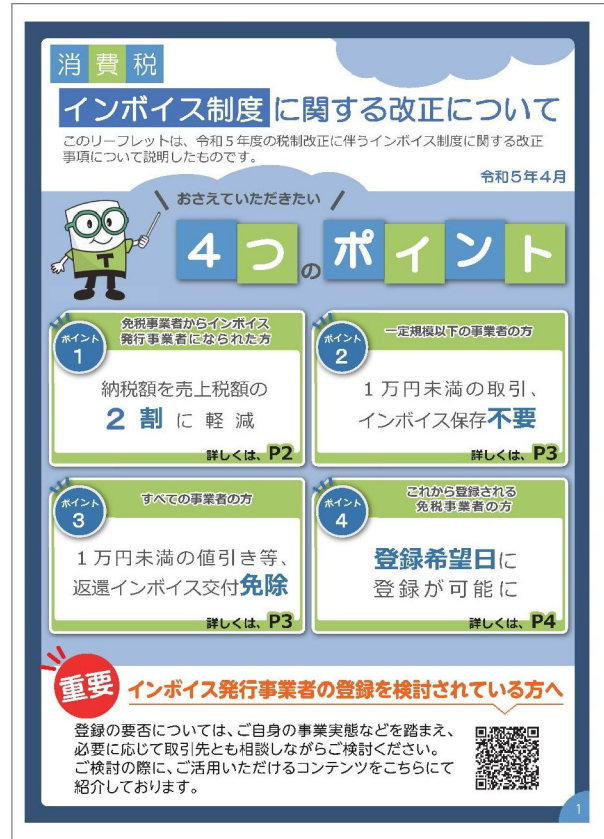 消費税
インボイス制度に関する改正について
このリーフレットは、令和5年度の税制改正に伴うインボイス制度に関する改正
事項について説明したものです。
令和5年4月
おさえていただきたい
4つのポイント
ポイント
1
免税事業者からインボイス
発行事業者になられた方
納税額を売上税額の
2割に軽減
詳しくは、P2
ポイント
2
一定規模以下の事業者の方
1万円未満の取引、
インボイス保存不要
詳しくは、P3
ポイント
3
すべての事業者の方
1万円未満の値引き等、
返還インボイス交付免除
詳しくは、P3
ポイント
4
これから登録される
免税事業者の方
登録希望日に
登録が可能に
詳しくは、P4
重要
インボイス発行事業者の登録を検討されている方へ
登録の要否については、ご自身の事業実態などを踏まえ、
必要に応じて取引先とも相談しながらご検討ください。
ご検討の際に、ご活用いただけるコンテンツをこちらにて
紹介しております。
T
1